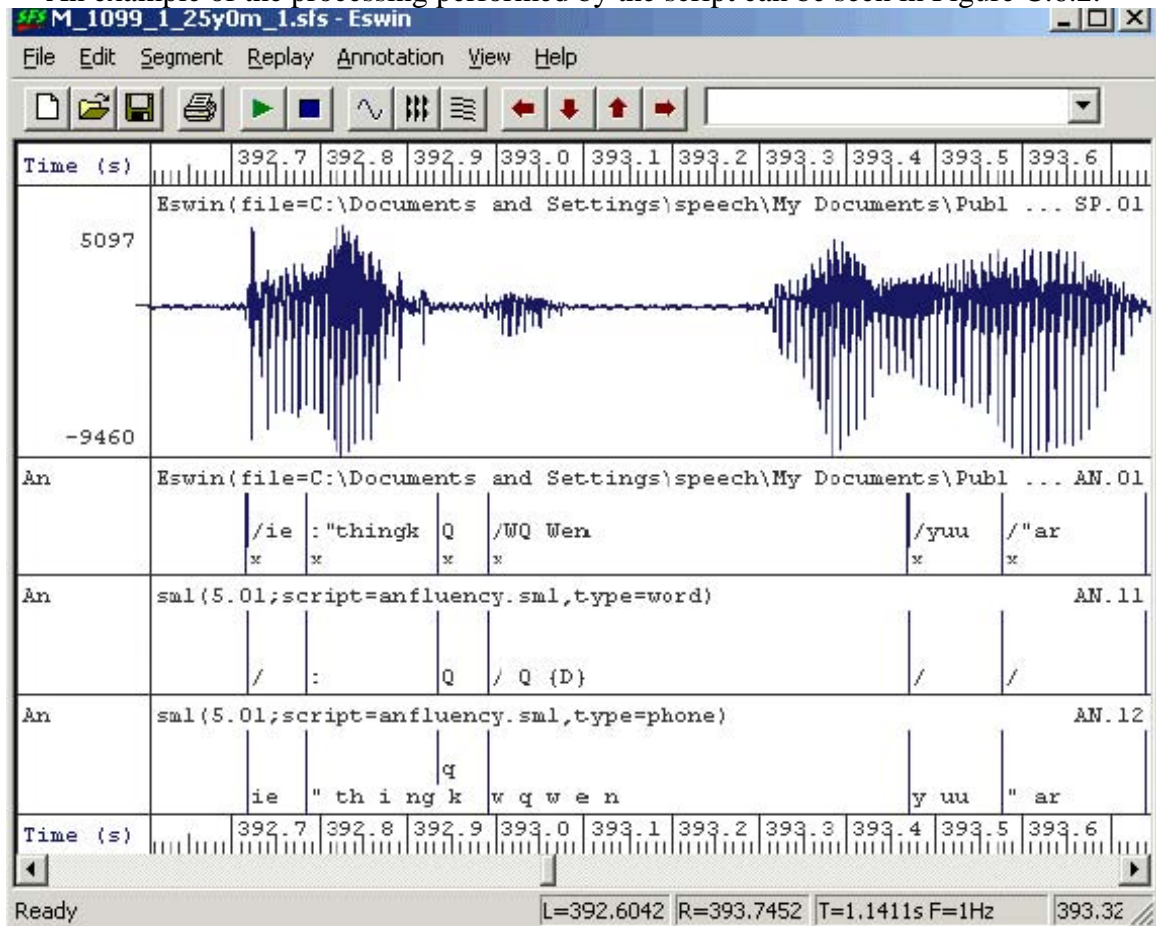 An example of the processing performed by the script can be seen in Figure C.6.2.
SFS M_1099_1_25y0m_1.sfs - Eswin
File Edit Segment Replay Annotation View Help
Time (s) 392.7 392.8 392.9 393.0 393.1 393.2 393.3 393.4 393.5 393.6
Eswin(file=C:\Documents and Settings\speech\My Documents\Publ ... SP.01
5097
-9460
An Eswin(file=C:\Documents and Settings\speech\My Documents\Publ ... AN.01
/ie :"thingk Q /WQ Wen /yuu /"ar
x x x x x x
An sml(5.01;script=anfluency.sml,type=word) AN.11
/ : Q / Q {D} / /
An sml(5.01;script=anfluency.sml,type=phone) AN.12
q
ie " th i ng k w q w e n y uu " ar
Time (s) 392.7 392.8 392.9 393.0 393.1 393.2 393.3 393.4 393.5 393.6
Ready L=392.6042 R=393.7452 T=1.1411s F=1Hz 393.32